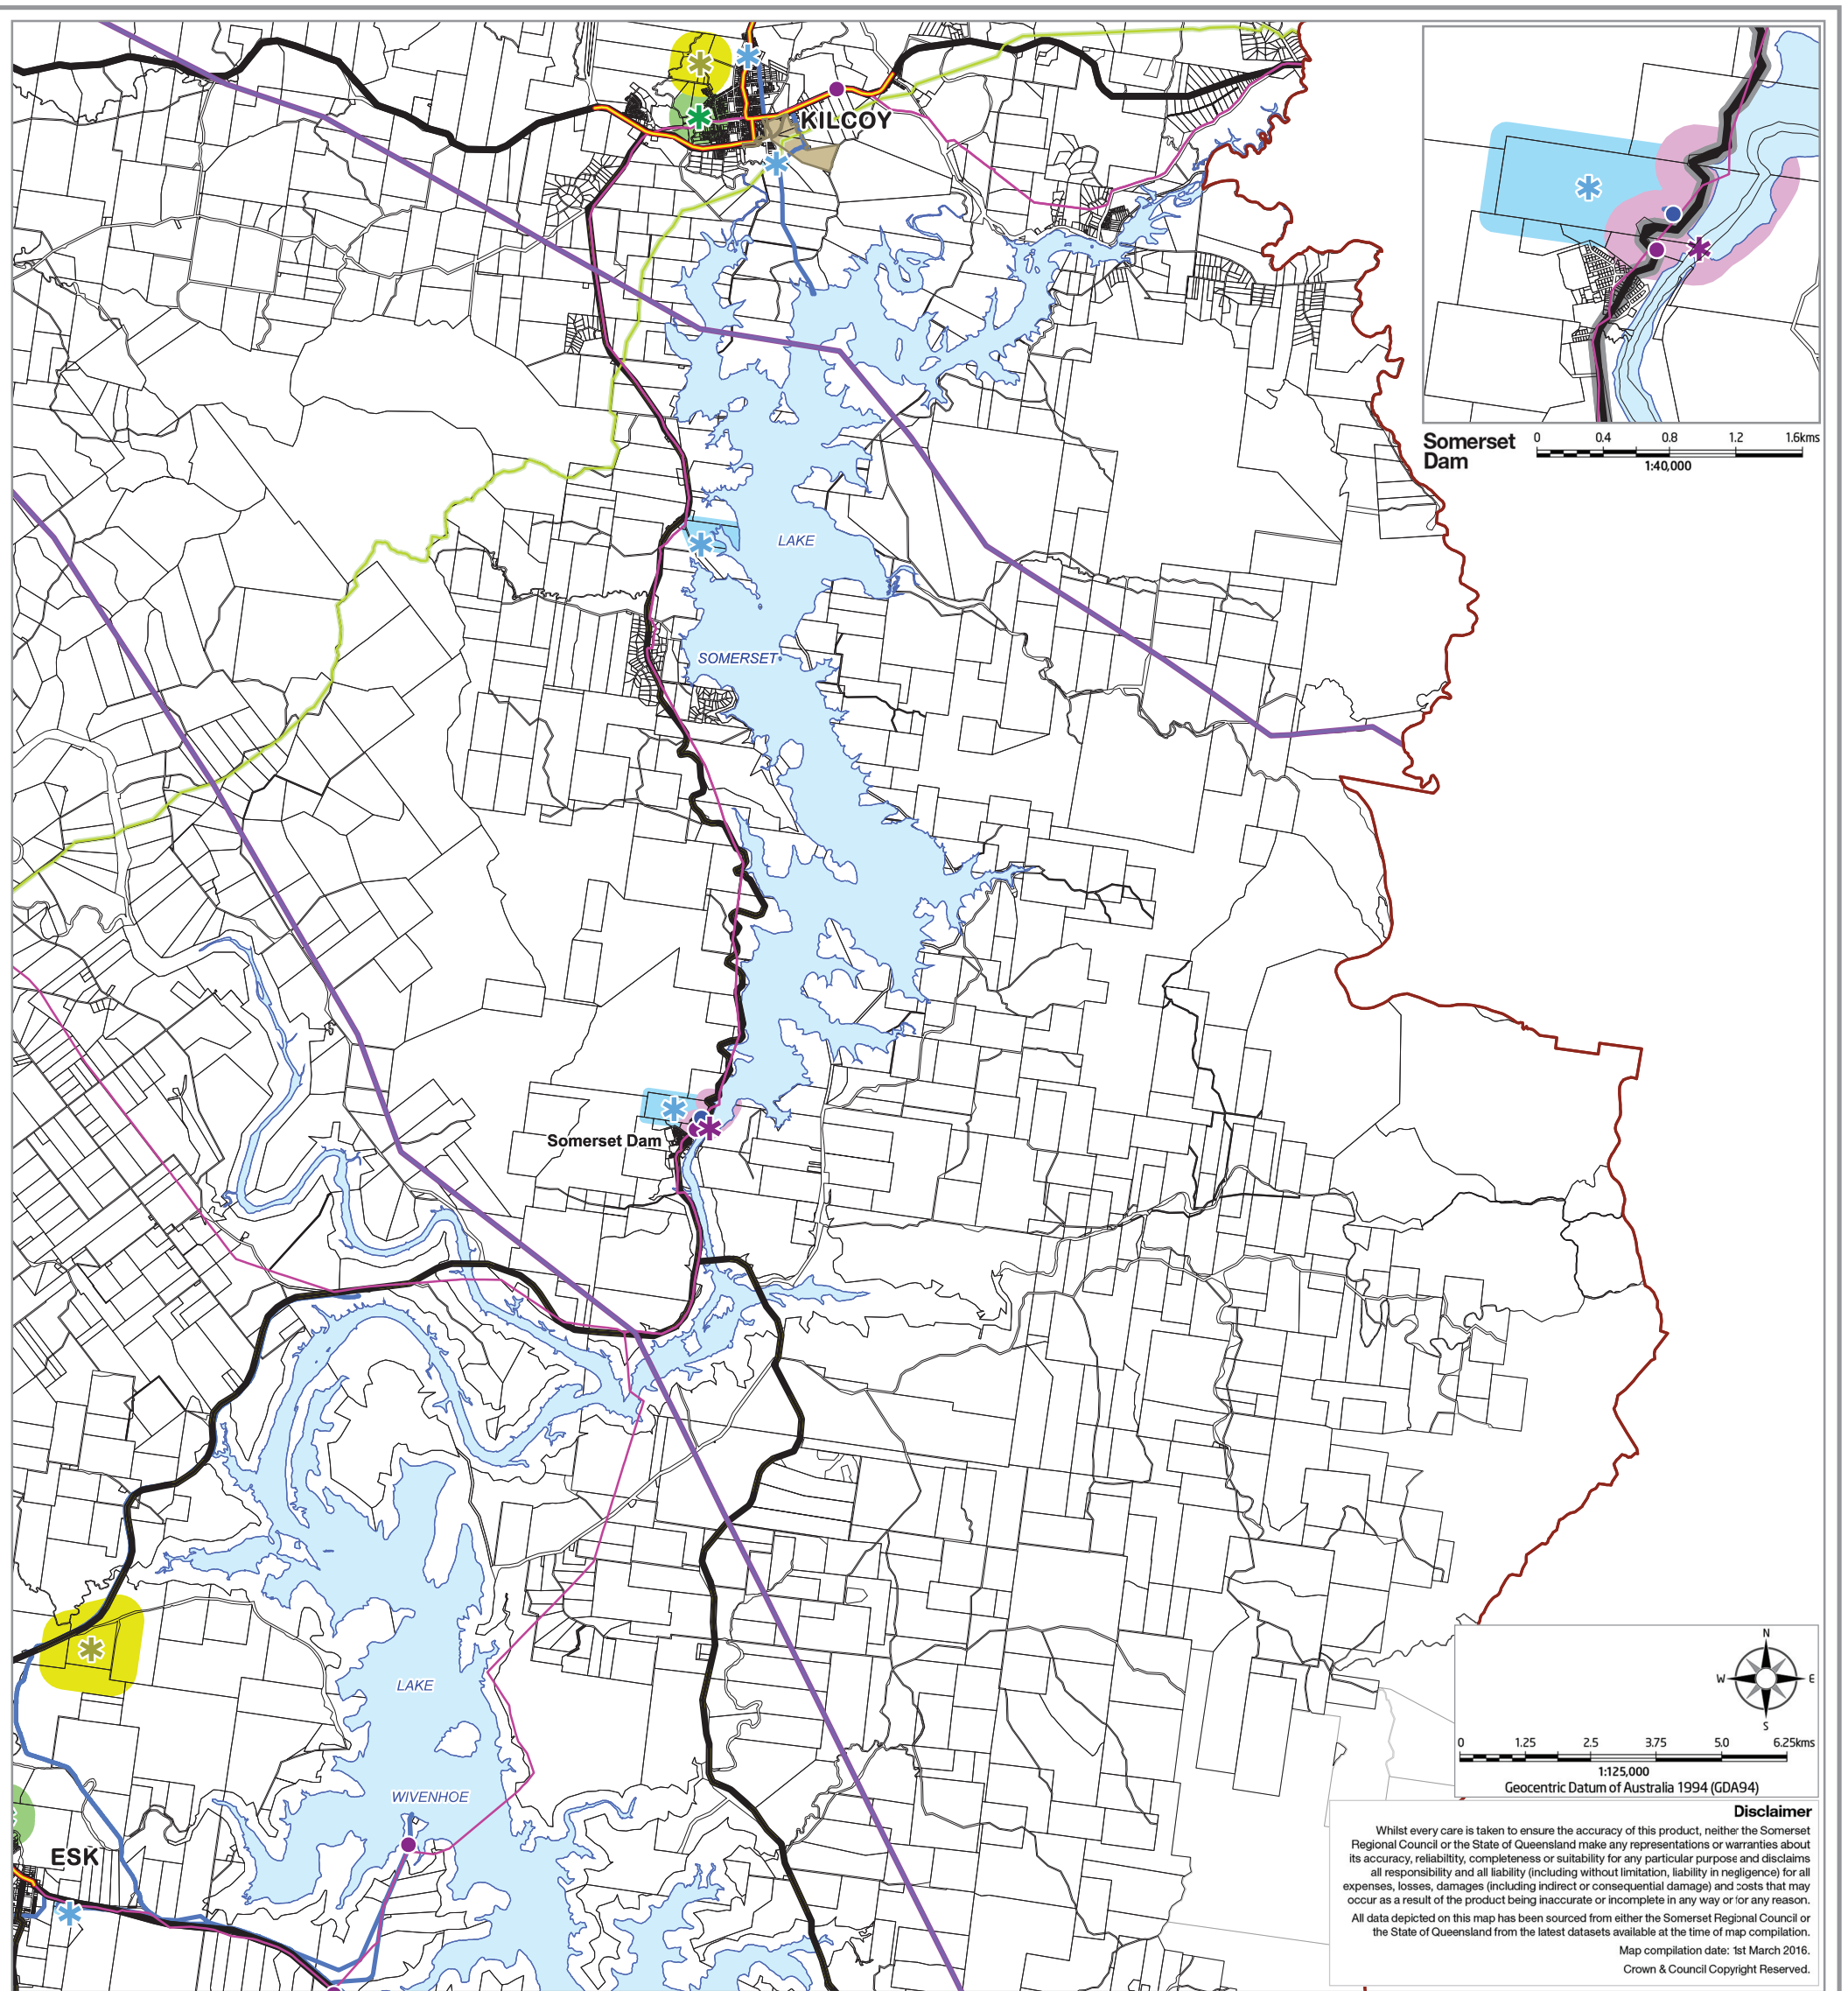 KILCOY
Somerset
Dam
0 0.4 0.8 1.2 1.6kms
1:40,000
LAKE
SOMERSET
Somerset Dam
LAKE
WIVENHOE
ESK
N
W E
S
0 1.25 2.5 3.75 5.0 6.25kms
1:125,000
Geocentric Datum of Australia 1994 (GDA94)
Disclaimer
Whilst every care is taken to ensure the accuracy of this product, neither the Somerset
Regional Council or the State of Queensland make any representations or warranties about
its accuracy, reliabiltiy, completeness or suitability for any particular purpose and disclaims
all responsibility and all liability (including without limitation, liability in negligence) for all
expenses, losses, damages (including indirect or consequential damage) and costs that may
occur as a result of the product being inaccurate or incomplete in any way or for any reason.
All data depicted on this map has been sourced from either the Somerset Regional Council or
the State of Queensland from the latest datasets available at the time of map compilation.
Map compilation date: 1st March 2016.
Crown & Council Copyright Reserved.